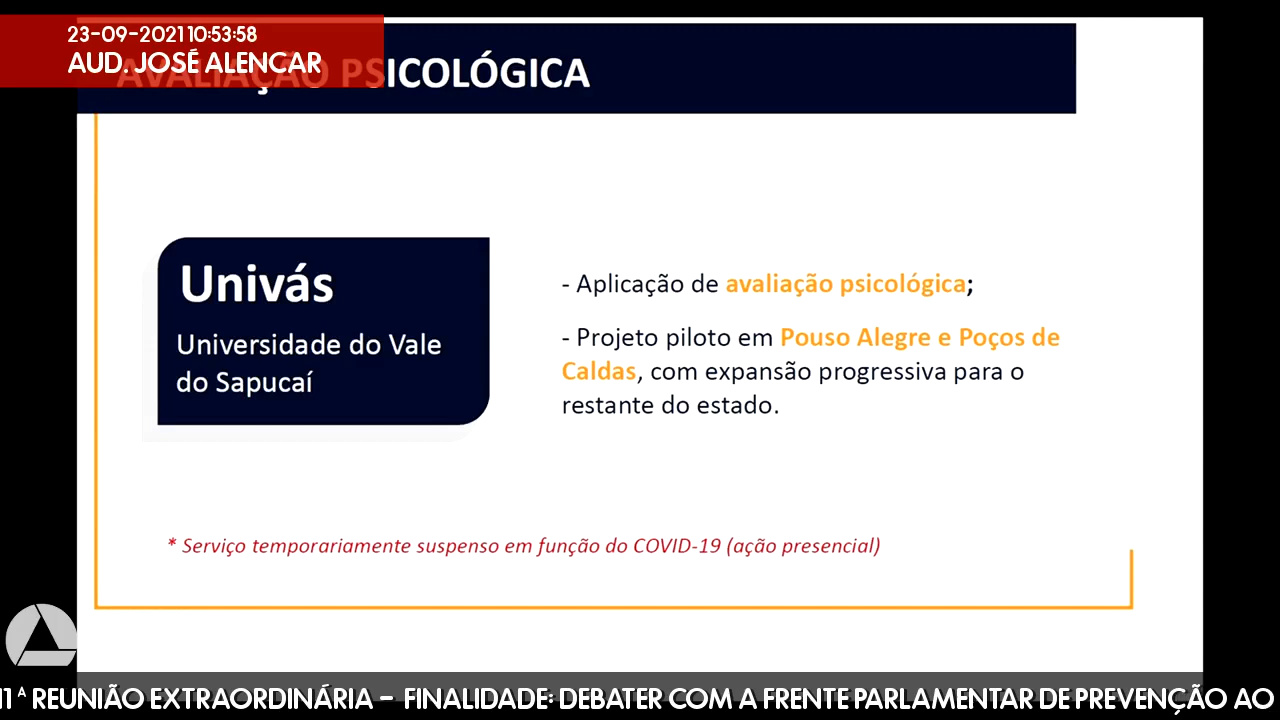 23-09-2021 10:53:58
AUD. JOSÉ ALENCAR
AVALIAÇÃO PSICOLÓGICA
Univás
Universidade do Vale
do Sapucaí
- Aplicação de avaliação psicológica;
- Projeto piloto em Pouso Alegre e Poços de
Caldas, com expansão progressiva para o
restante do estado.
* Serviço temporariamente suspenso em função do COVID-19 (ação presencial)
11ª REUNIÃO EXTRAORDINÁRIA - FINALIDADE: DEBATER COM A FRENTE PARLAMENTAR DE PREVENÇÃO AO